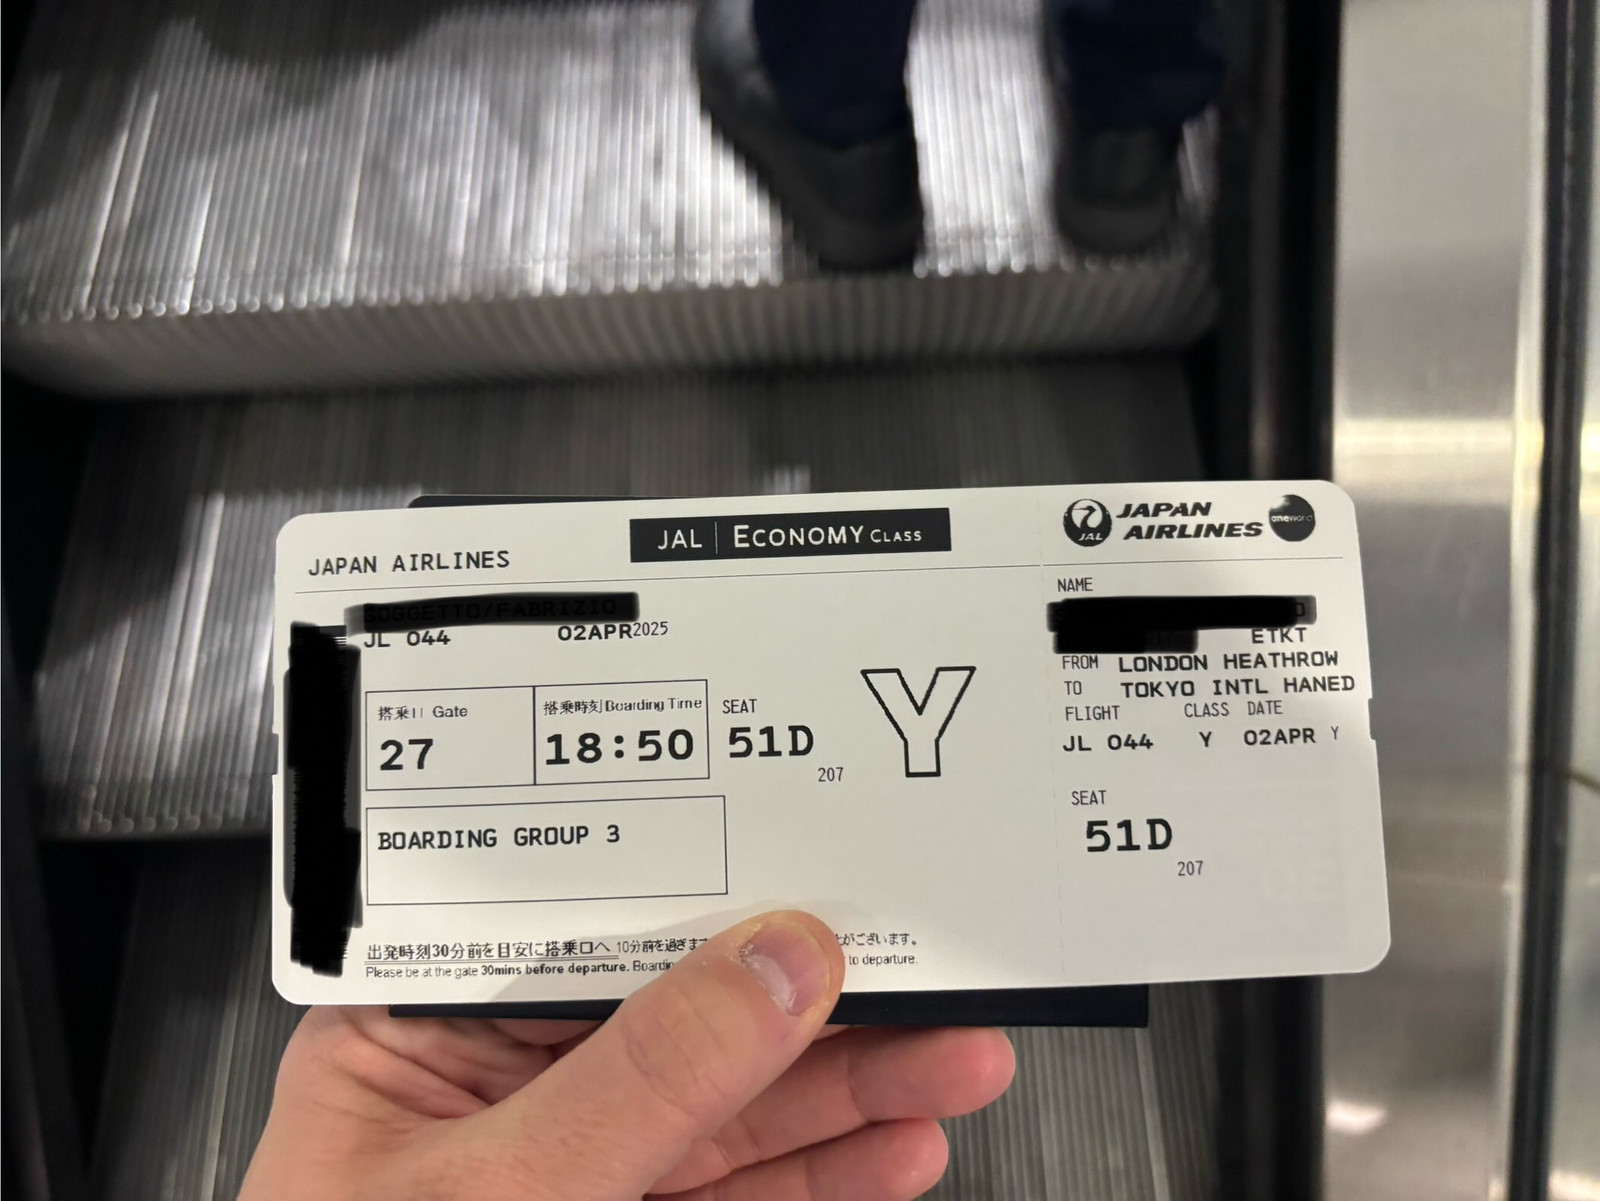 JAPAN AIRLINES
JAL ECONOMY CLASS
JL 044 02APR2025
搭乗口 Gate
27
搭乗時刻 Boarding Time
18:50
SEAT
51D
207
Y
BOARDING GROUP 3
出発時刻30分前を目安に搭乗口へ 10分前を過ぎま がございます。
Please be at the gate 30mins before departure. to departure.
JAL
JAPAN
AIRLINES
oneworld
NAME
ETKT
FROM LONDON HEATHROW
TO TOKYO INTL HANED
FLIGHT CLASS DATE
JL 044 Y 02APR Y
SEAT
51D
207